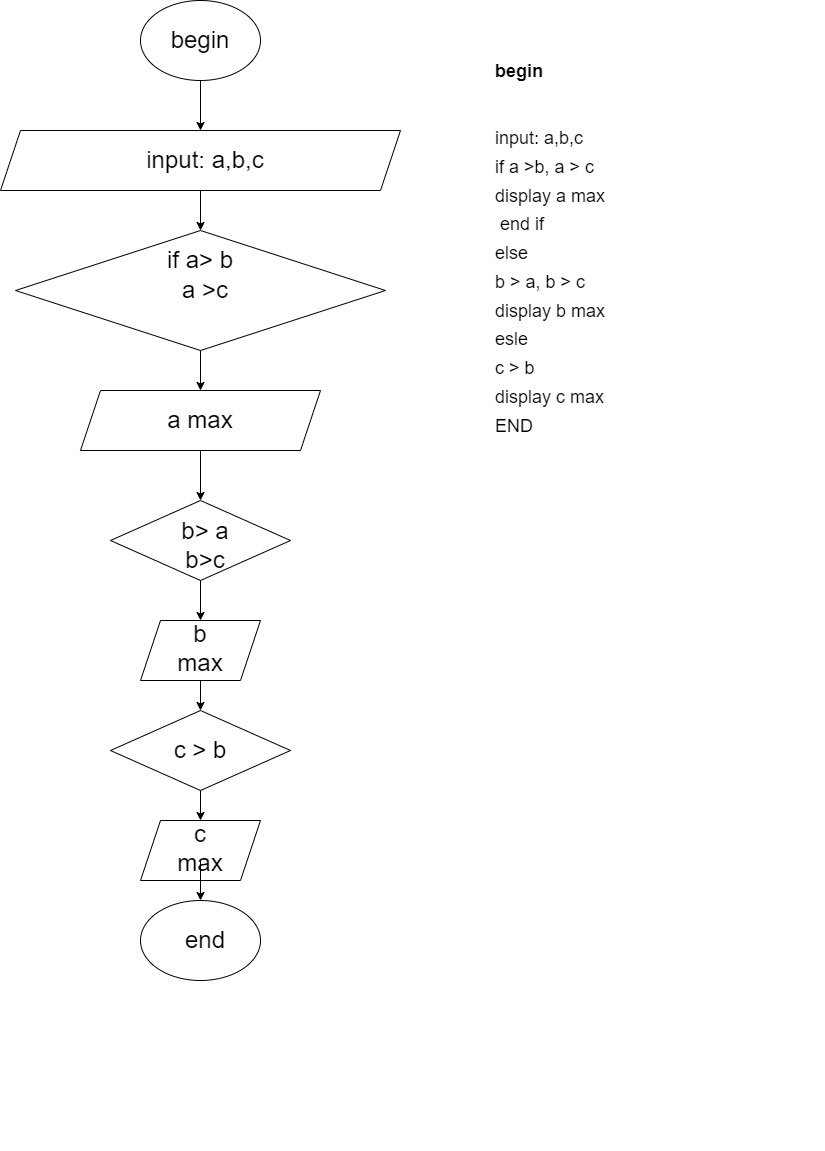 begin
input: a,b,c
if a> b
a >c
a max
b> a
b>c
b
max
c > b
c
max
end
begin
input: a,b,c
if a >b, a > c
display a max
end if
else
b > a, b > c
display b max
esle
c > b
display c max
END